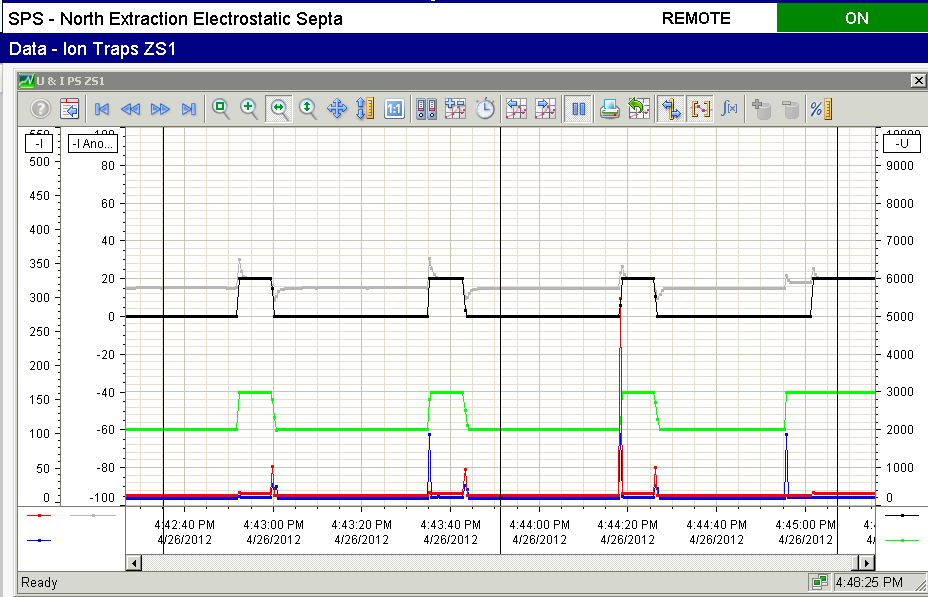 SPS - North Extraction Electrostatic Septa REMOTE ON
Data - Ion Traps ZS1
U & I PS ZS1
-I -I Ano... -U
500 80 9000
450 60 8000
400 40 7000
350 20 6000
300 0 5000
250 -20 4000
200 -40 3000
150 -60 2000
100 -80 1000
50 -100 0
0
4:42:40 PM 4:43:00 PM 4:43:20 PM 4:43:40 PM 4:44:00 PM 4:44:20 PM 4:44:40 PM 4:45:00 PM 4:4
4/26/2012 4/26/2012 4/26/2012 4/26/2012 4/26/2012 4/26/2012 4/26/2012 4/26/2012 4/
Ready 4:48:25 PM